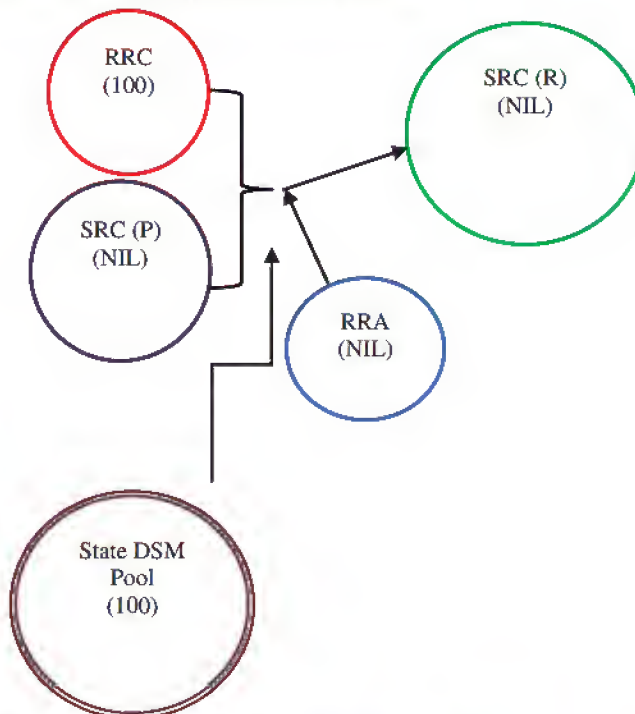 RRC
(100)
SRC (R)
(NIL)
SRC (P)
(NIL)
RRA
(NIL)
State DSM
Pool
(100)